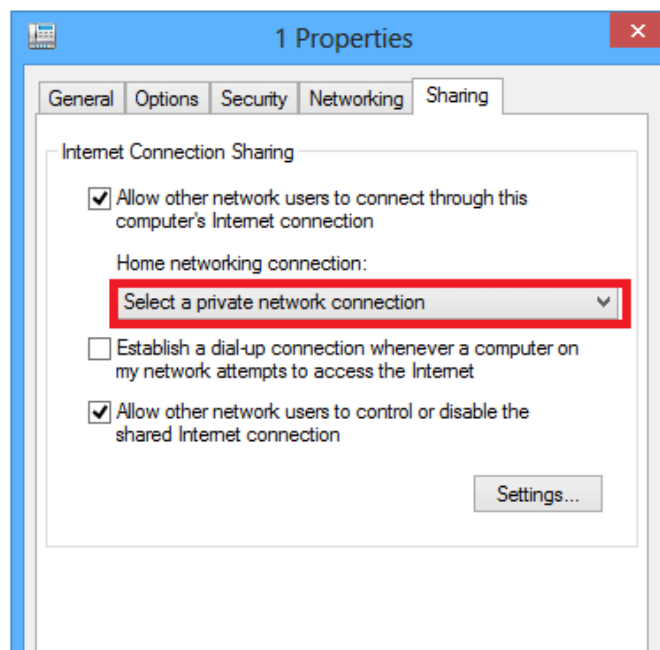 1 Properties
General Options Security Networking Sharing
Internet Connection Sharing
Allow other network users to connect through this
computer's Internet connection
Home networking connection:
Select a private network connection
Establish a dial-up connection whenever a computer on
my network attempts to access the Internet
Allow other network users to control or disable the
shared Internet connection
Settings...